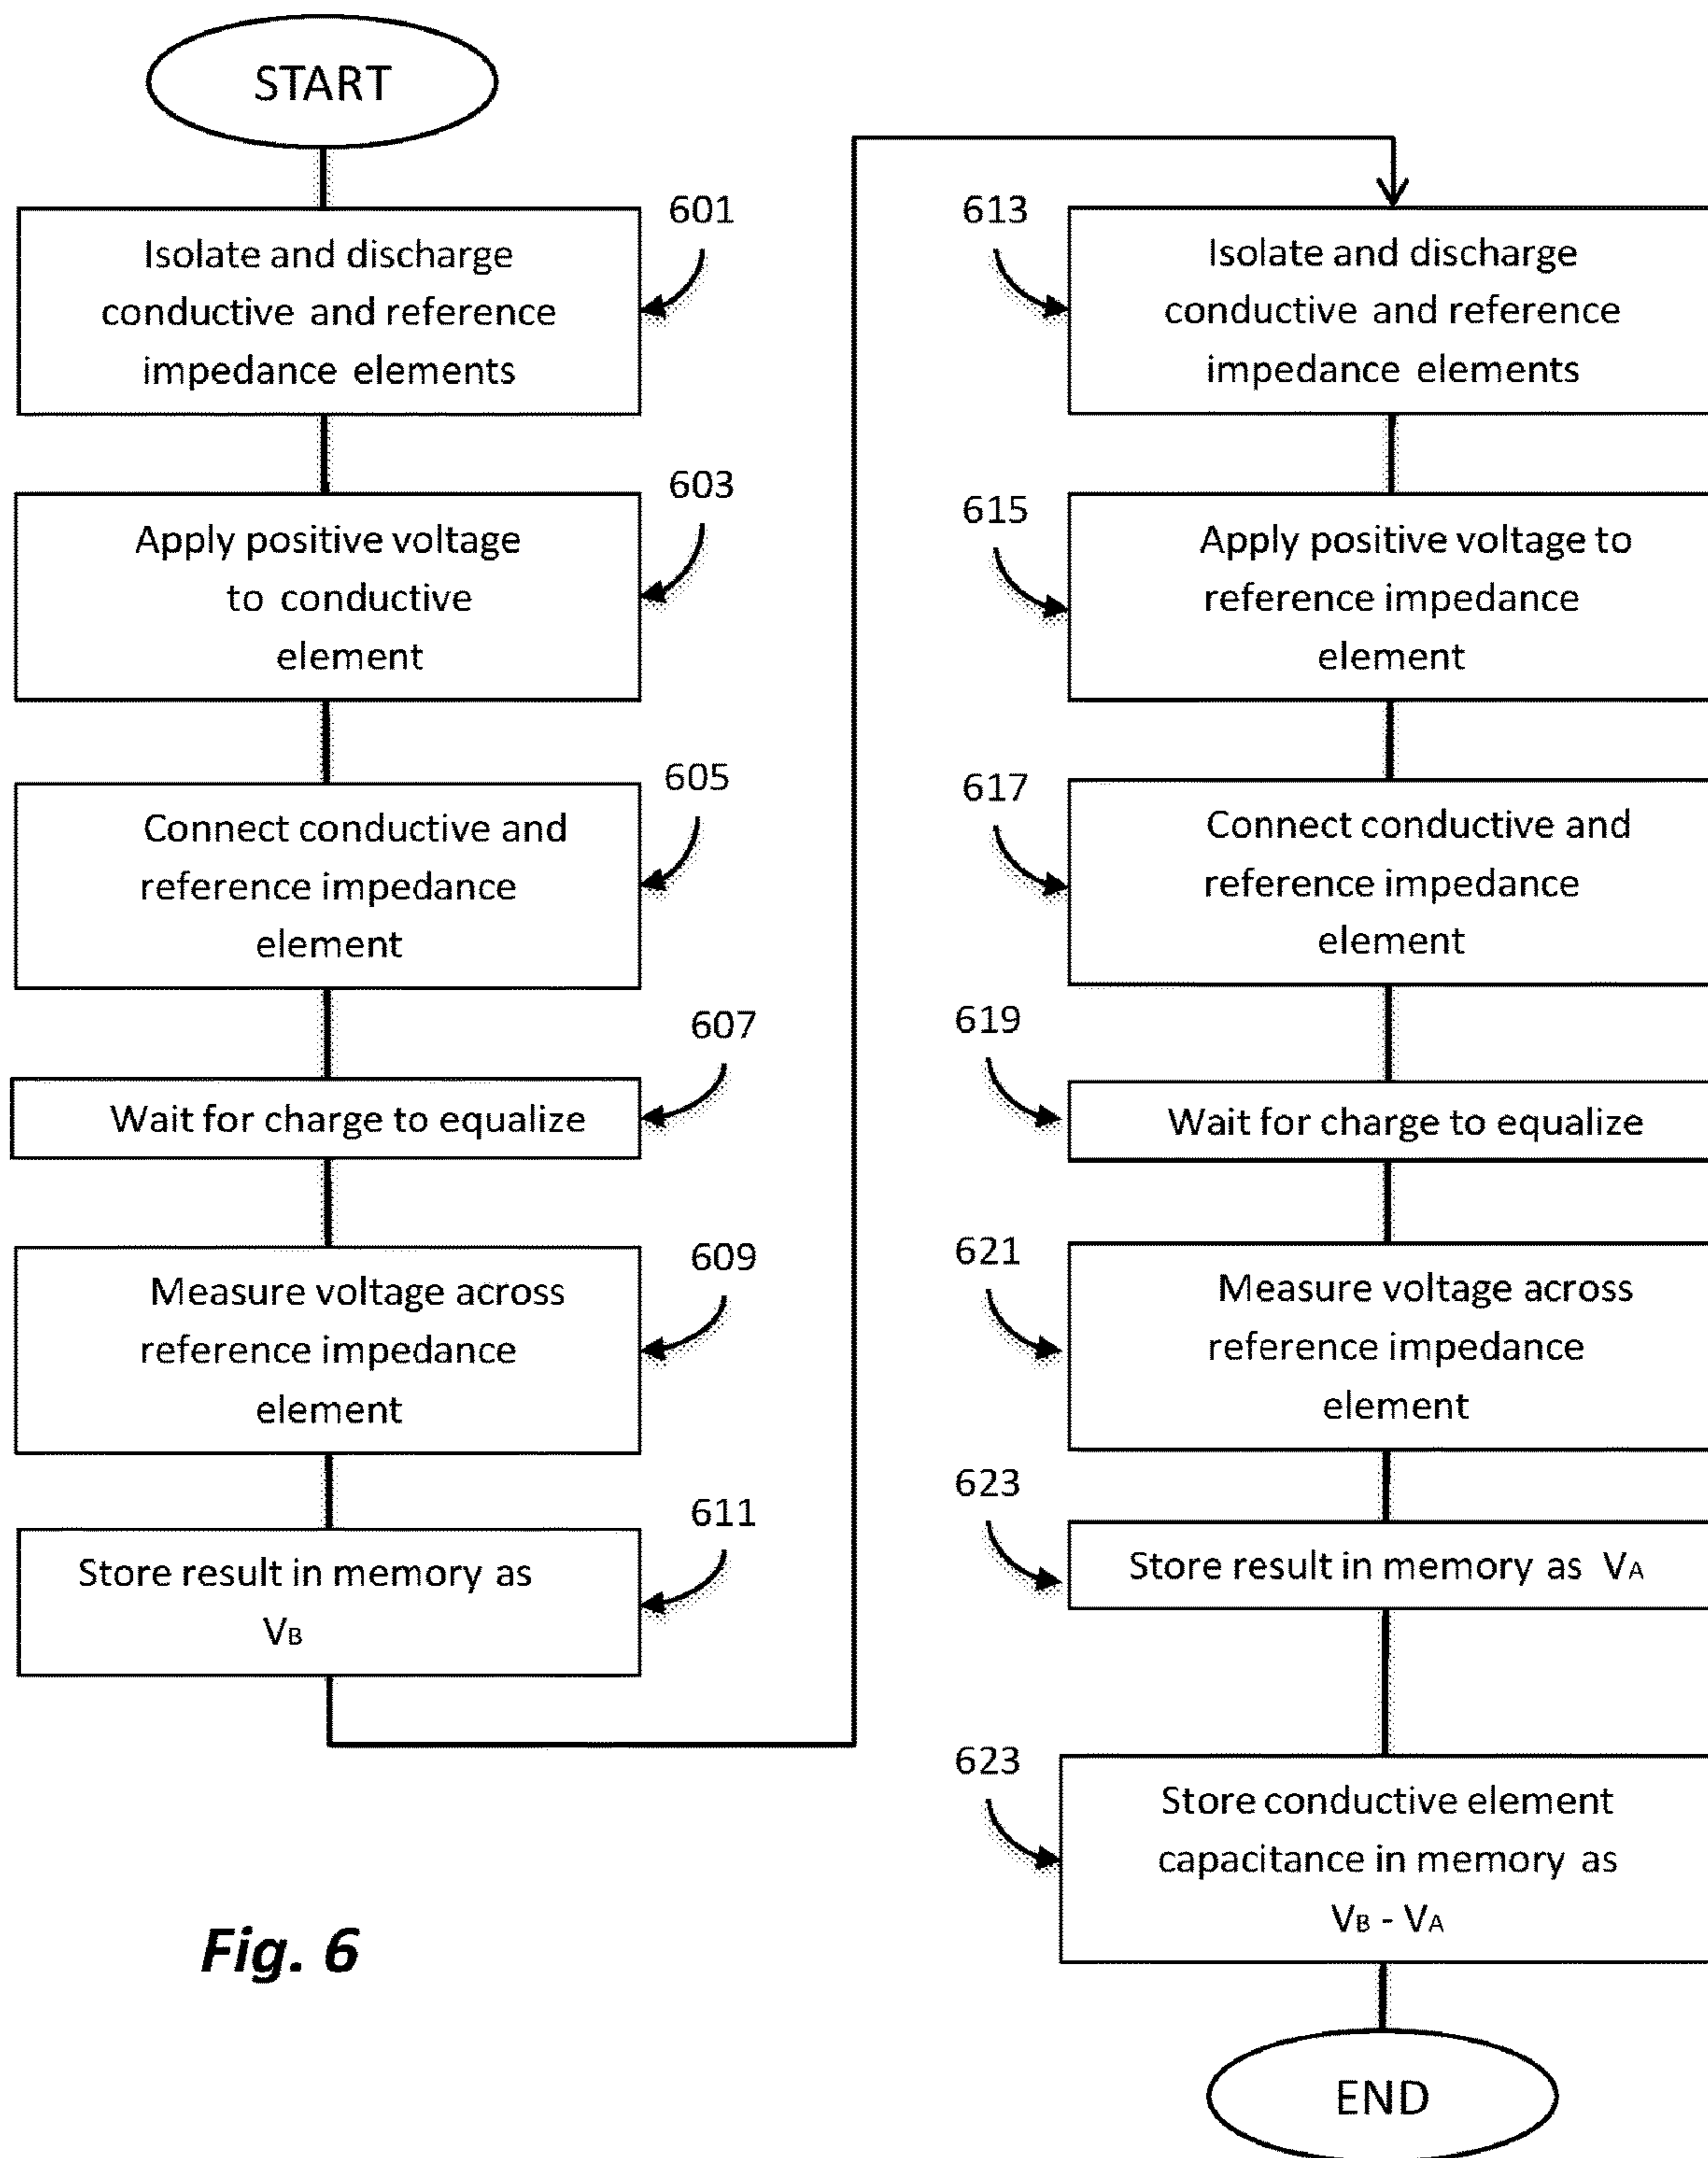 START
601
Isolate and discharge
conductive and reference
impedance elements
603
Apply positive voltage
to conductive
element
605
Connect conductive and
reference impedance
element
607
Wait for charge to equalize
609
Measure voltage across
reference impedance
element
611
Store result in memory as
VB
613
Isolate and discharge
conductive and reference
impedance elements
615
Apply positive voltage to
reference impedance
element
617
Connect conductive and
reference impedance
element
619
Wait for charge to equalize
621
Measure voltage across
reference impedance
element
623
Store result in memory as VA
623
Store conductive element
capacitance in memory as
VB - VA
END
Fig. 6